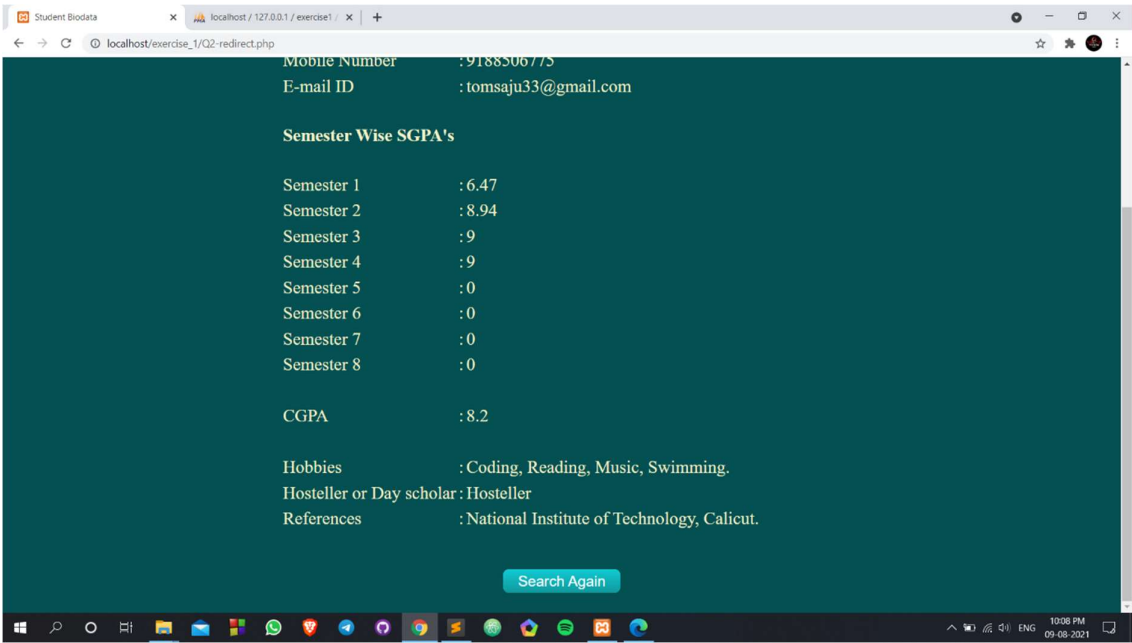 Student Biodata
localhost / 127.0.0.1 / exercise1 /
localhost/exercise_1/Q2-redirect.php
Mobile Number : 9188506775
E-mail ID : tomsaju33@gmail.com
Semester Wise SGPA's
Semester 1 : 6.47
Semester 2 : 8.94
Semester 3 : 9
Semester 4 : 9
Semester 5 : 0
Semester 6 : 0
Semester 7 : 0
Semester 8 : 0
CGPA : 8.2
Hobbies : Coding, Reading, Music, Swimming.
Hosteller or Day scholar : Hosteller
References : National Institute of Technology, Calicut.
Search Again
ENG
10:08 PM
09-08-2021